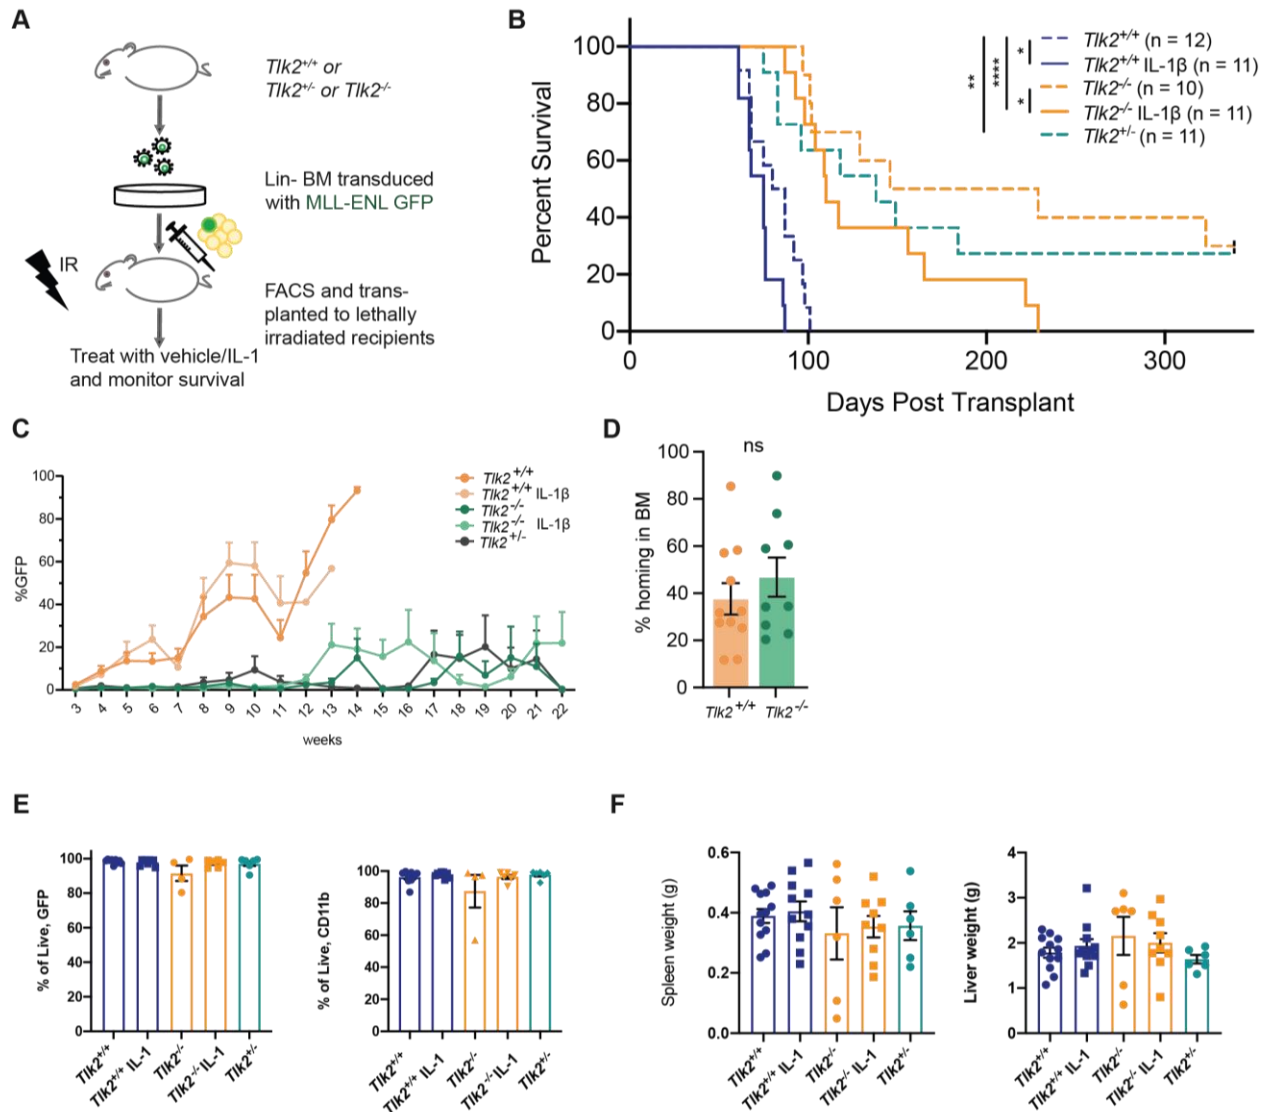 A
Tlk2+/+ or
Tlk2+/- or Tlk2-/-
Lin- BM transduced
with MLL-ENL GFP
IR
FACS and trans-
planted to lethally
irradiated recipients
Treat with vehicle/IL-1
and monitor survival
B
Percent Survival
100
80
60
40
20
0
0
100
200
300
Days Post Transplant
**
****
*
*
Tlk2+/+ (n = 12)
Tlk2+/+ IL-1β (n = 11)
Tlk2-/- (n = 10)
Tlk2-/- IL-1β (n = 11)
Tlk2+/- (n = 11)
C
%GFP
100
80
60
40
20
0
3
4
5
6
7
8
9
10
11
12
13
14
15
16
17
18
19
20
21
22
weeks
Tlk2+/+
Tlk2+/+ IL-1β
Tlk2-/-
Tlk2-/- IL-1β
Tlk2+/-
D
ns
% homing in BM
100
80
60
40
20
0
Tlk2+/+
Tlk2-/-
E
% of Live, GFP
100
80
60
40
20
0
Tlk2+/+
Tlk2+/+ IL-1
Tlk2-/-
Tlk2-/- IL-1
Tlk2+/-
% of Live, CD11b
100
80
60
40
20
0
Tlk2+/+
Tlk2+/+ IL-1
Tlk2-/-
Tlk2-/- IL-1
Tlk2+/-
F
Spleen weight (g)
0.6
0.4
0.2
0.0
Tlk2+/+
Tlk2+/+ IL-1
Tlk2-/-
Tlk2-/- IL-1
Tlk2+/-
Liver weight (g)
4
3
2
1
0
Tlk2+/+
Tlk2+/+ IL-1
Tlk2-/-
Tlk2-/- IL-1
Tlk2+/-